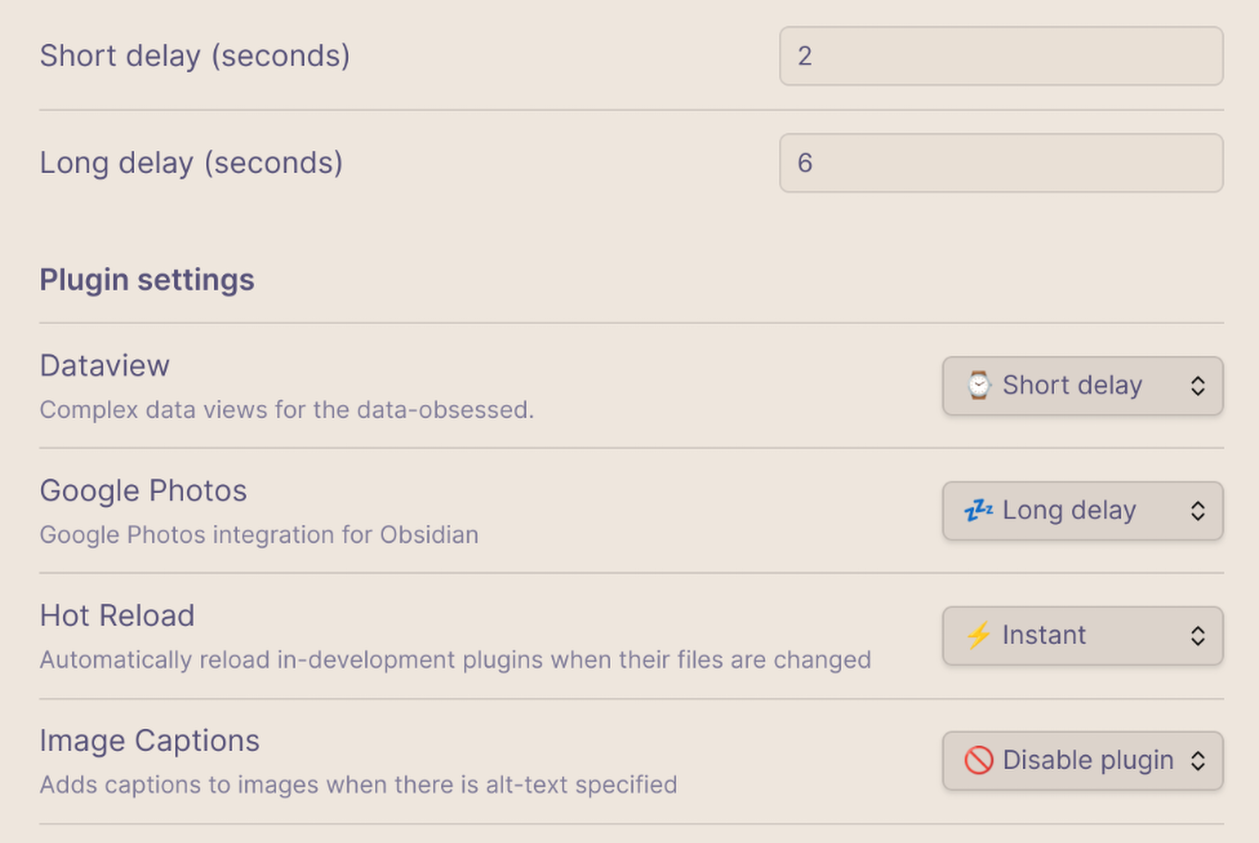 Short delay (seconds)
2
Long delay (seconds)
6
Plugin settings
Dataview
Complex data views for the data-obsessed.
⌚ Short delay
Google Photos
Google Photos integration for Obsidian
💤 Long delay
Hot Reload
Automatically reload in-development plugins when their files are changed
⚡ Instant
Image Captions
Adds captions to images when there is alt-text specified
🚫 Disable plugin